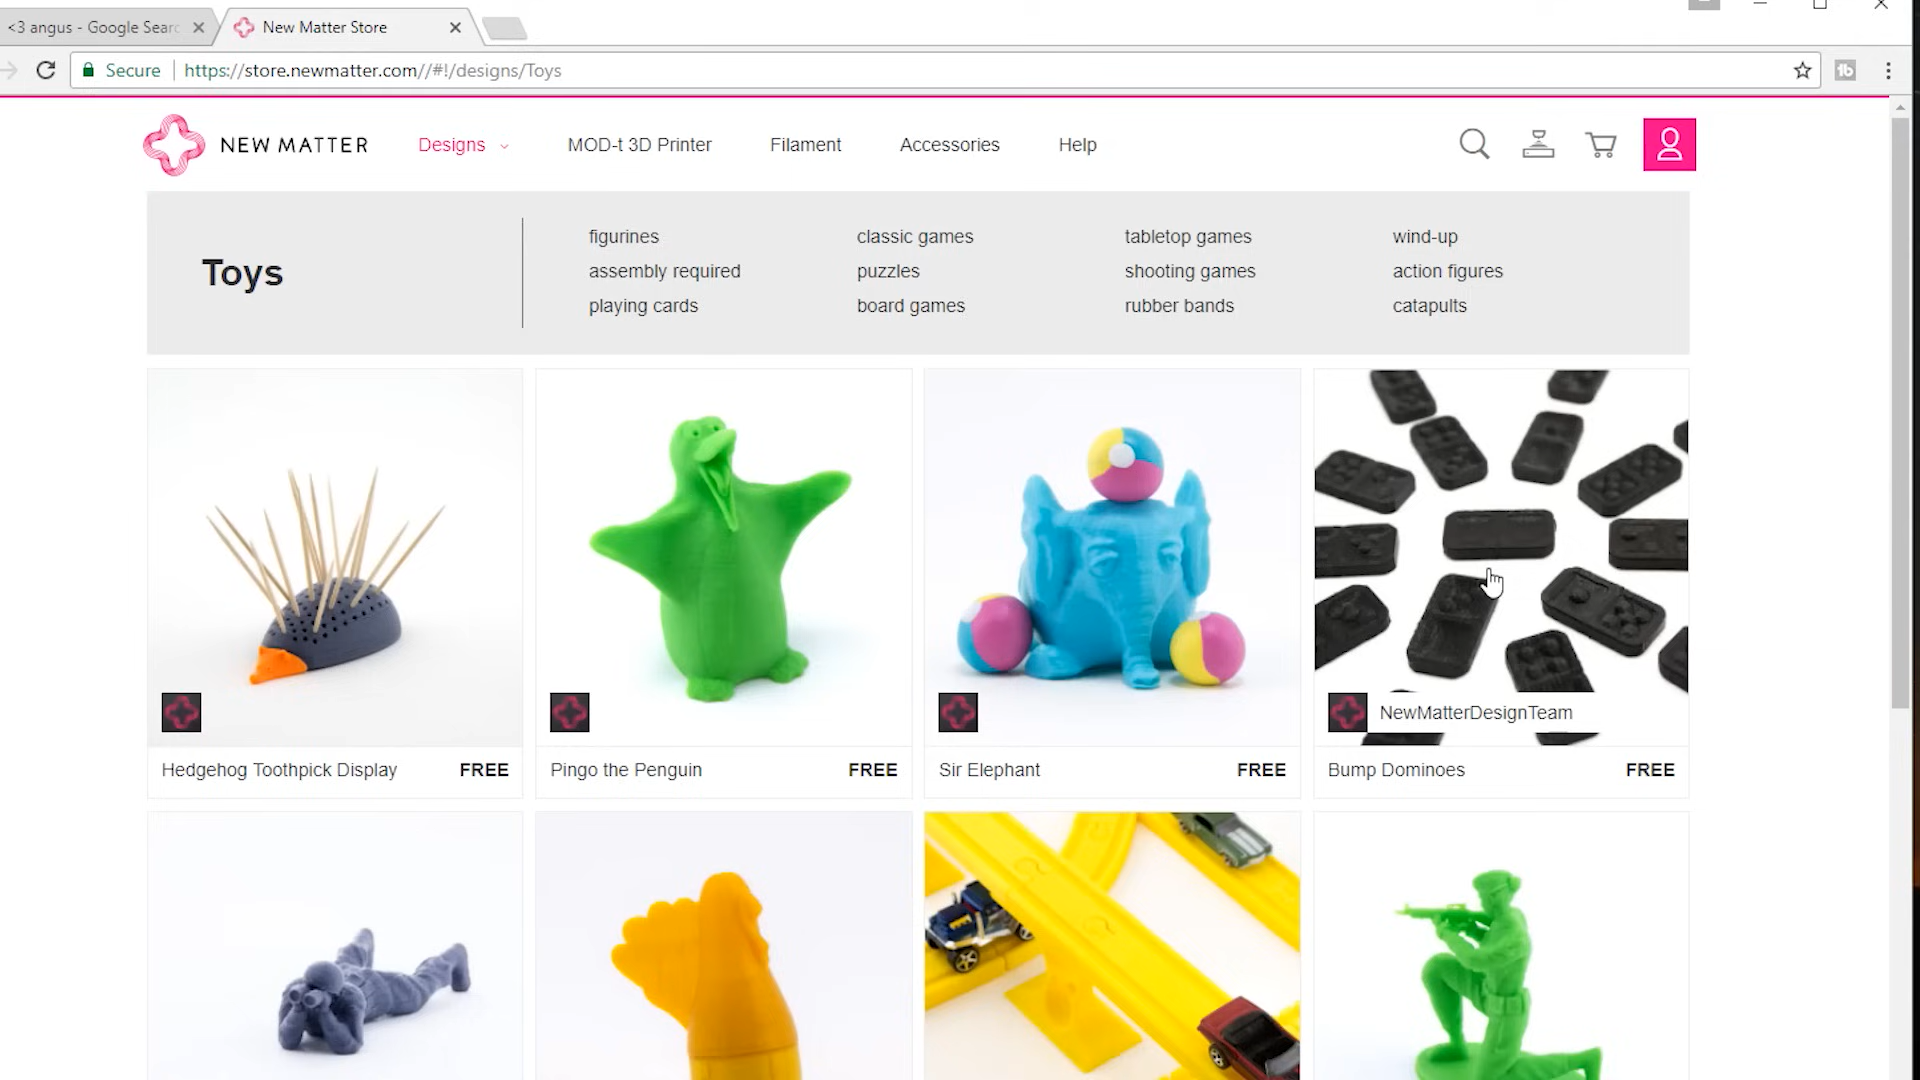 <3 angus - Google Searc
New Matter Store
Secure
https://store.newmatter.com//#!/designs/Toys
NEW MATTER
Designs
MOD-t 3D Printer
Filament
Accessories
Help
Toys
figurines
classic games
tabletop games
wind-up
assembly required
puzzles
shooting games
action figures
playing cards
board games
rubber bands
catapults
NewMatterDesignTeam
Hedgehog Toothpick Display FREE
Pingo the Penguin FREE
Sir Elephant FREE
Bump Dominoes FREE